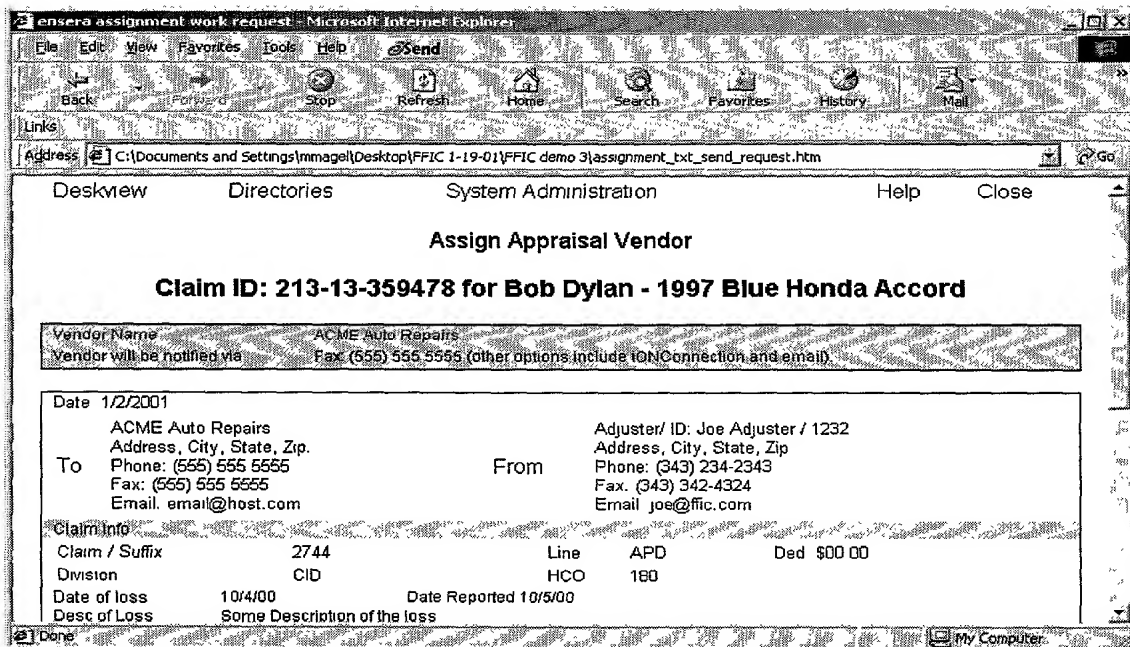 ensera assignment work request - Microsoft Internet Explorer
File Edit View Favorites Tools Help Send
Back Forward Stop Refresh Home Search Favorites History Mail
Links
Address C:\Documents and Settings\mmagel\Desktop\FFIC 1-19-01\FFIC demo 3\assignment_txt_send_request.htm Go
Deskview Directories System Administration Help Close
Assign Appraisal Vendor
Claim ID: 213-13-359478 for Bob Dylan - 1997 Blue Honda Accord
Vendor Name ACME Auto Repairs
Vendor will be notified via Fax (555) 555 5555 (other options include iONConnection and email)
Date 1/2/2001
ACME Auto Repairs Adjuster/ ID: Joe Adjuster / 1232
Address, City, State, Zip. Address, City, State, Zip
To Phone: (555) 555 5555 From Phone: (343) 234-2343
Fax: (555) 555 5555 Fax. (343) 342-4324
Email. email@host.com Email joe@ffic.com
Claim Info
Claim / Suffix 2744 Line APD Ded $00 00
Division CID HCO 180
Date of loss 10/4/00 Date Reported 10/5/00
Desc of Loss Some Description of the loss
Done My Computer